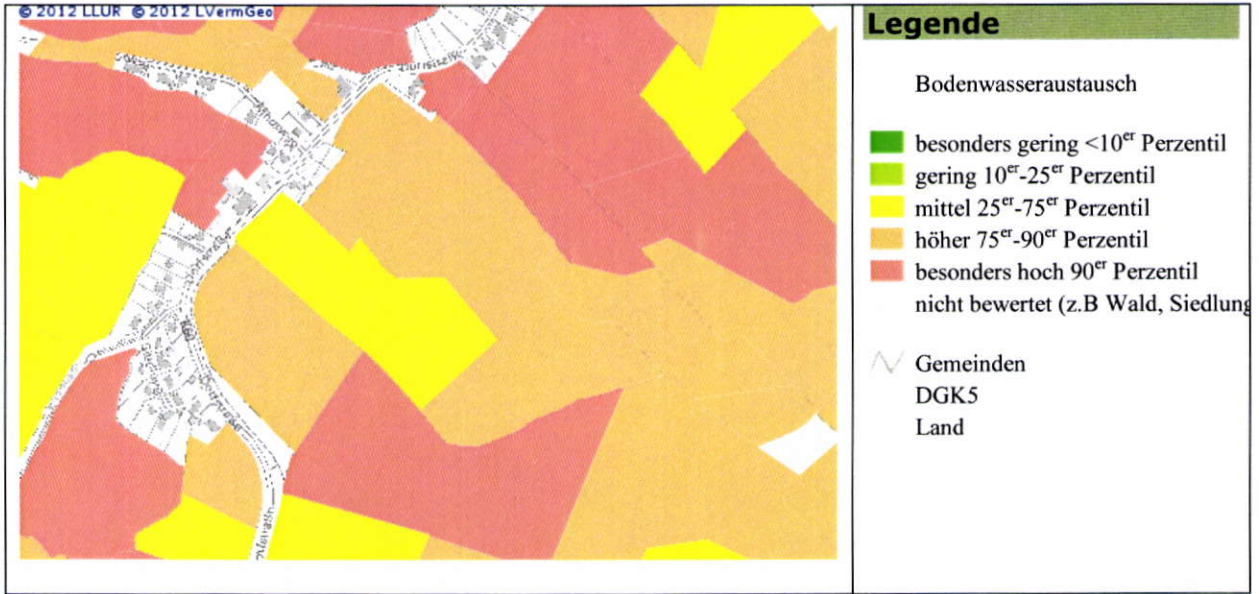 © 2012 LLUR © 2012 LVermGeo
Legende
Bodenwasseraustausch
besonders gering <10er Perzentil
gering 10er-25er Perzentil
mittel 25er-75er Perzentil
höher 75er-90er Perzentil
besonders hoch 90er Perzentil
nicht bewertet (z.B Wald, Siedlung
Gemeinden
DGK5
Land